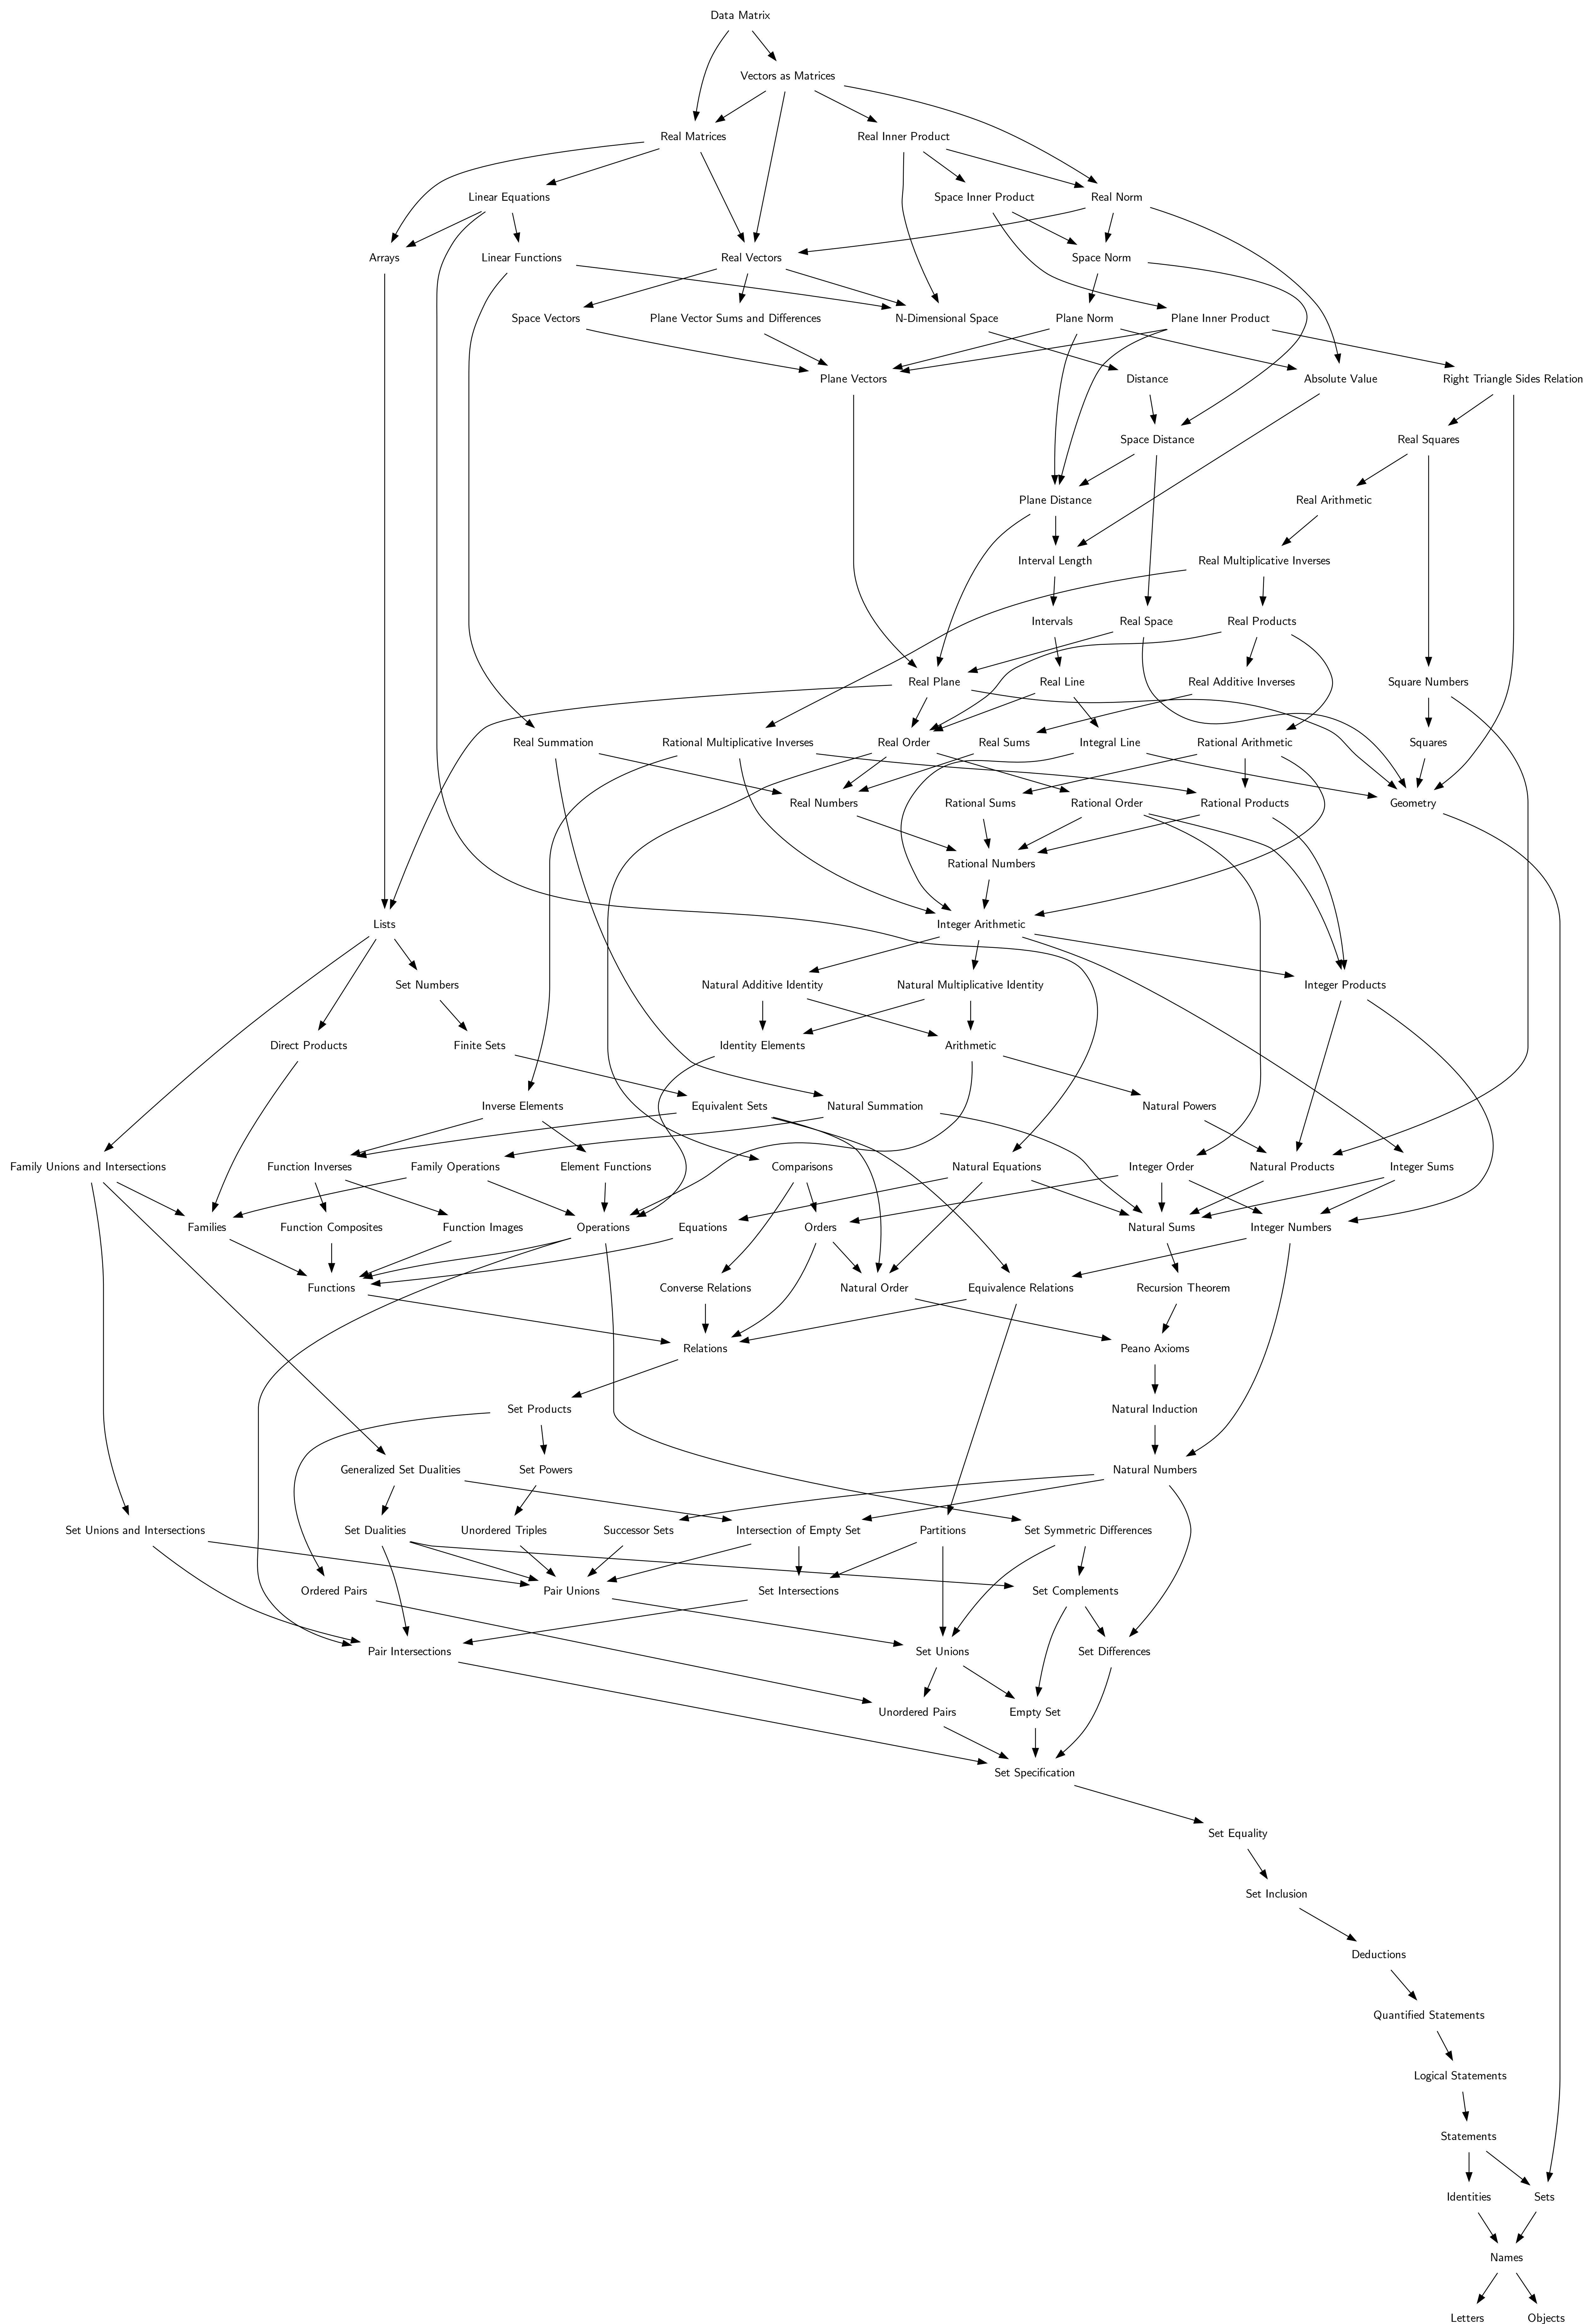 Data Matrix
Vectors as Matrices
Real Matrices
Real Inner Product
Linear Equations
Space Inner Product
Real Norm
Arrays
Linear Functions
Real Vectors
Space Norm
Space Vectors
Plane Vector Sums and Differences
N-Dimensional Space
Plane Norm
Plane Inner Product
Plane Vectors
Distance
Absolute Value
Right Triangle Sides Relation
Space Distance
Real Squares
Plane Distance
Real Arithmetic
Interval Length
Real Multiplicative Inverses
Intervals
Real Space
Real Products
Real Plane
Real Line
Real Additive Inverses
Square Numbers
Real Summation
Rational Multiplicative Inverses
Real Order
Real Sums
Integral Line
Rational Arithmetic
Squares
Real Numbers
Rational Sums
Rational Order
Rational Products
Geometry
Rational Numbers
Lists
Integer Arithmetic
Set Numbers
Natural Additive Identity
Natural Multiplicative Identity
Integer Products
Direct Products
Finite Sets
Identity Elements
Arithmetic
Inverse Elements
Equivalent Sets
Natural Summation
Natural Powers
Family Unions and Intersections
Function Inverses
Family Operations
Element Functions
Comparisons
Natural Equations
Integer Order
Natural Products
Integer Sums
Families
Function Composites
Function Images
Operations
Equations
Orders
Natural Sums
Integer Numbers
Functions
Converse Relations
Natural Order
Equivalence Relations
Recursion Theorem
Relations
Peano Axioms
Set Products
Natural Induction
Generalized Set Dualities
Set Powers
Natural Numbers
Set Unions and Intersections
Set Dualities
Unordered Triples
Successor Sets
Intersection of Empty Set
Partitions
Set Symmetric Differences
Ordered Pairs
Pair Unions
Set Intersections
Set Complements
Pair Intersections
Set Unions
Set Differences
Unordered Pairs
Empty Set
Set Specification
Set Equality
Set Inclusion
Deductions
Quantified Statements
Logical Statements
Statements
Identities
Sets
Names
Letters
Objects